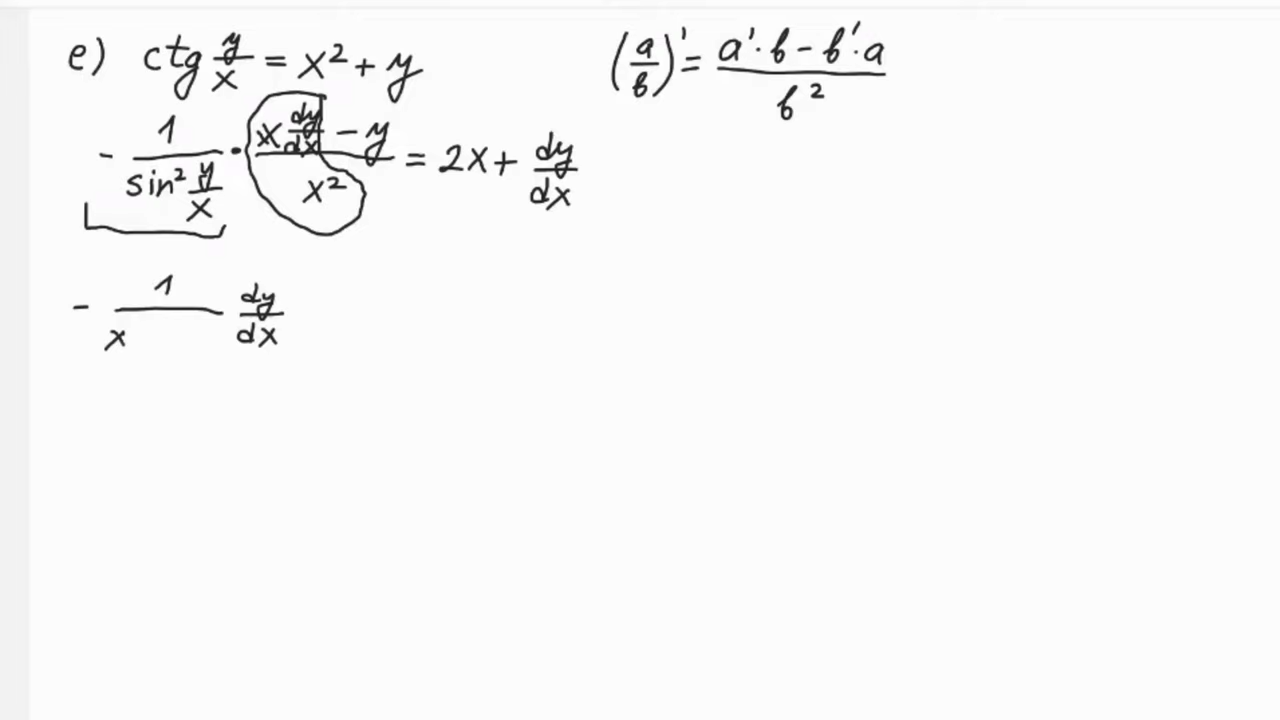 e) ctg y/x = x² + y
(a/b)' = (a'·b - b'·a)/b²
- 1/(sin² y/x) · (x dy/dx - y)/x² = 2x + dy/dx
- 1/x dy/dx